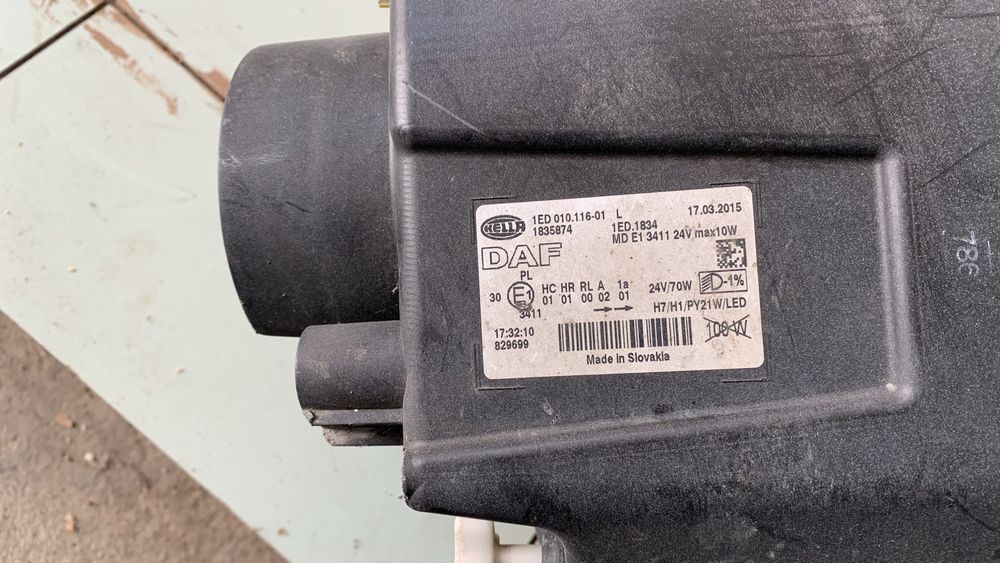 HELLA
1ED 010.116-01 L
17.03.2015
1835874
1ED.1834
MD E1 3411 24V max10W
DAF
PL
30 E1
HC HR RL A 1a
01 01 00 02 01
24V/70W
D-1%
3411
H7/H1/PY21W/LED
17:32:10
829699
100 W
Made in Slovakia